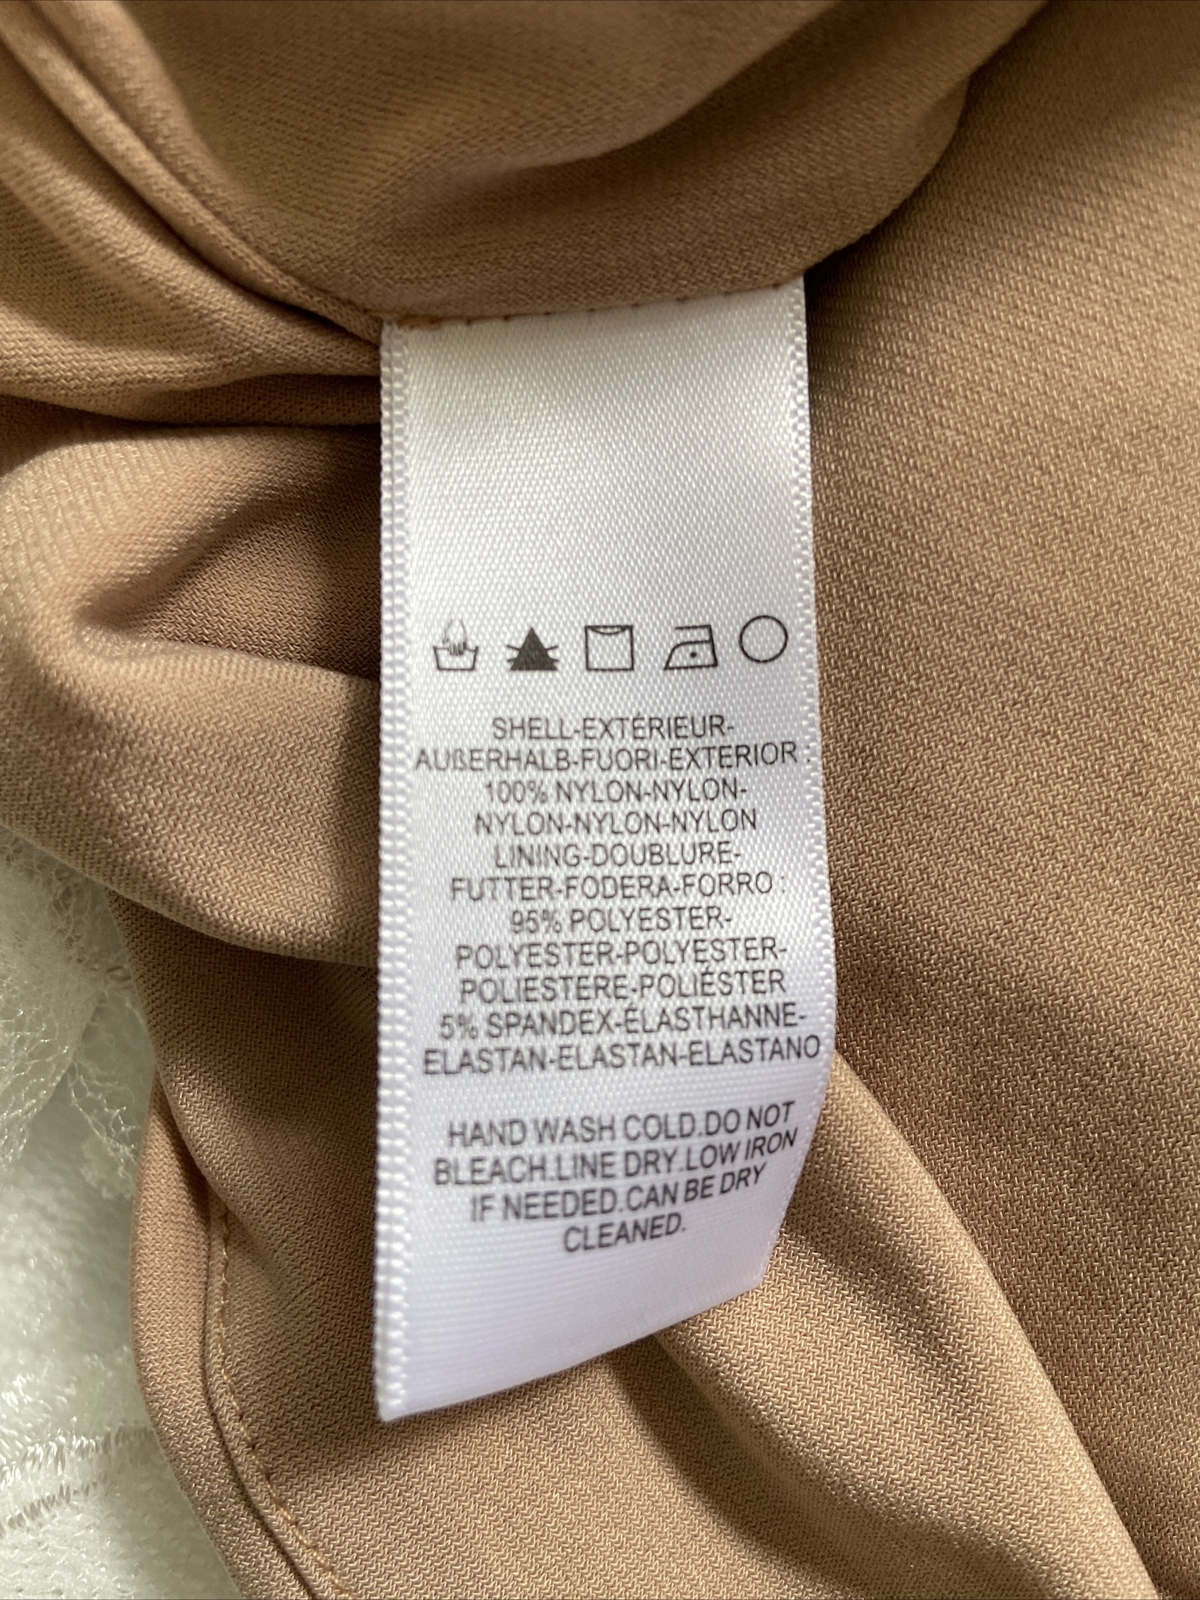 SHELL-EXTÉRIEUR-
AUßERHALB-FUORI-EXTERIOR :
100% NYLON-NYLON-
NYLON-NYLON-NYLON
LINING-DOUBLURE-
FUTTER-FODERA-FORRO :
95% POLYESTER-
POLYESTER-POLYESTER-
POLIESTERE-POLIÉSTER
5% SPANDEX-ÉLASTHANNE-
ELASTAN-ELASTAN-ELASTANO
HAND WASH COLD.DO NOT
BLEACH.LINE DRY.LOW IRON
IF NEEDED.CAN BE DRY
CLEANED.